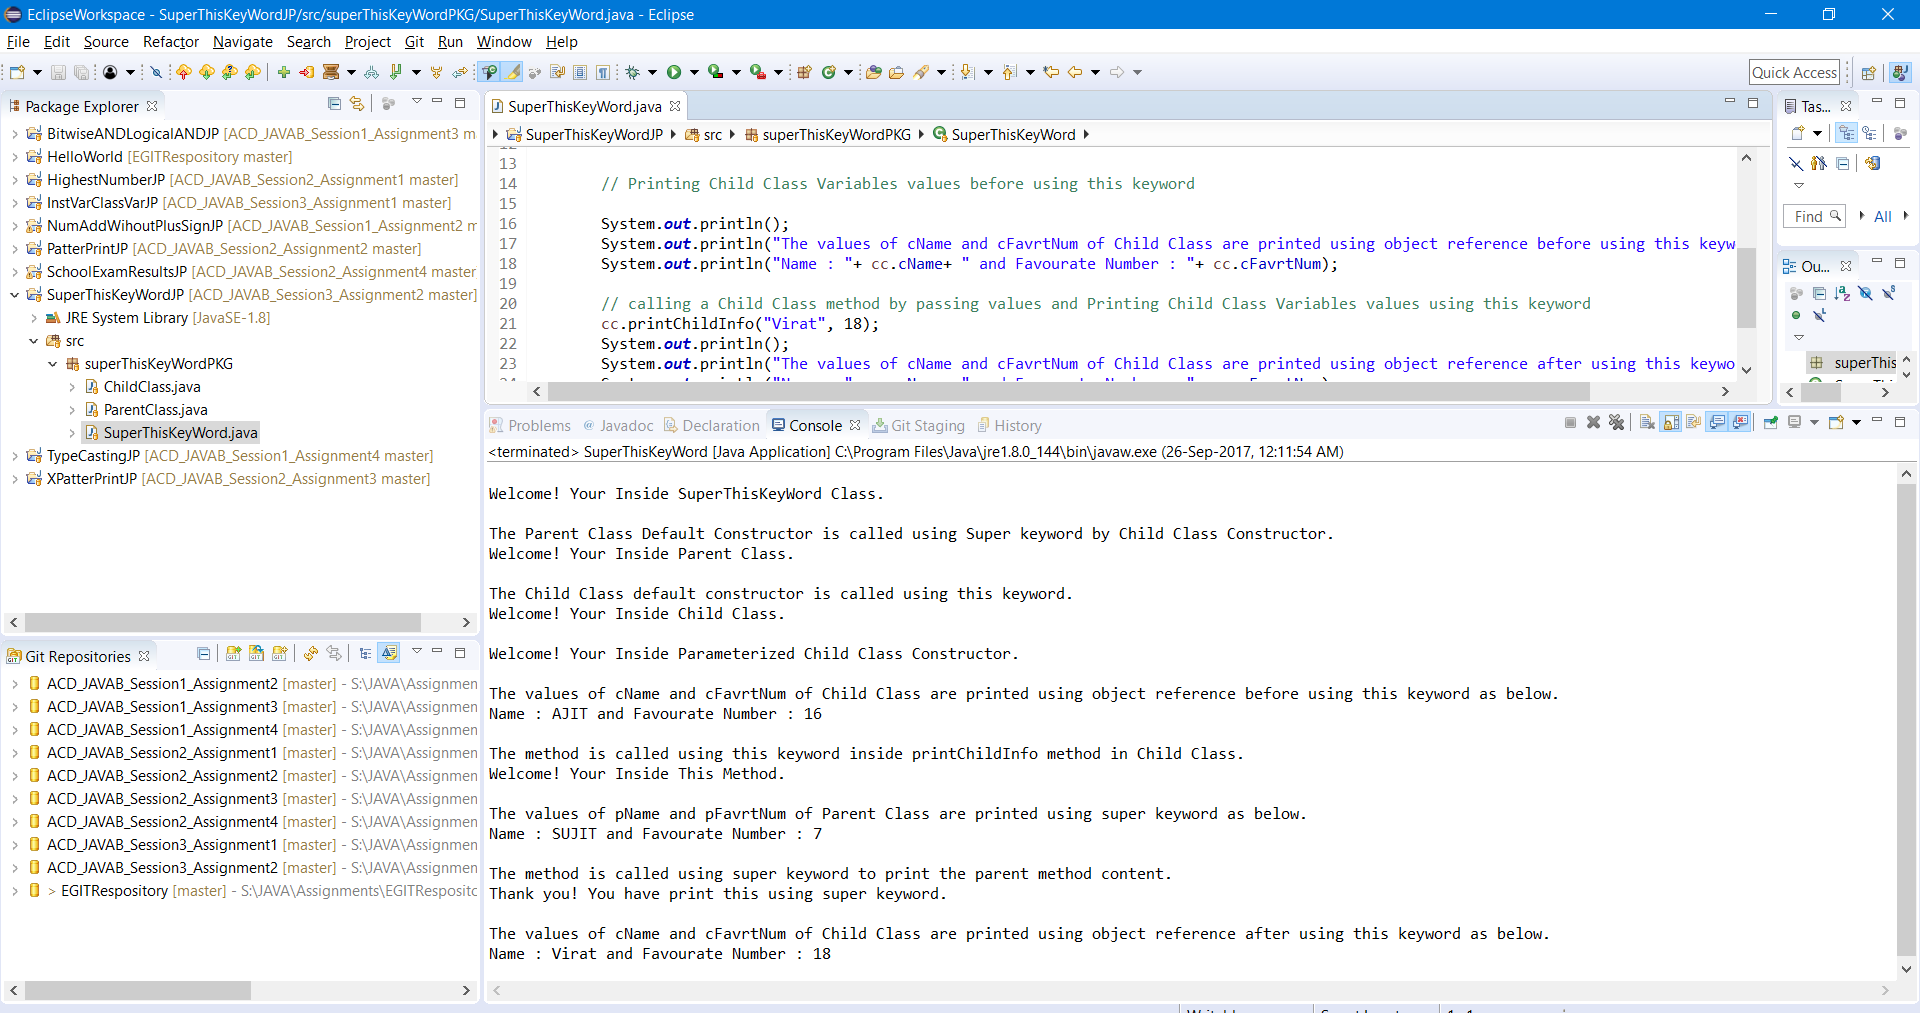 EclipseWorkspace - SuperThisKeyWordJP/src/superThisKeyWordPKG/SuperThisKeyWord.java - Eclipse
File Edit Source Refactor Navigate Search Project Git Run Window Help
Quick Access
Package Explorer
BitwiseANDLogicalANDJP [ACD_JAVAB_Session1_Assignment3 m
HelloWorld [EGITRespository master]
HighestNumberJP [ACD_JAVAB_Session2_Assignment1 master]
InstVarClassVarJP [ACD_JAVAB_Session3_Assignment1 master]
NumAddWihoutPlusSignJP [ACD_JAVAB_Session1_Assignment2 m
PatterPrintJP [ACD_JAVAB_Session2_Assignment2 master]
SchoolExamResultsJP [ACD_JAVAB_Session2_Assignment4 master
SuperThisKeyWordJP [ACD_JAVAB_Session3_Assignment2 master]
JRE System Library [JavaSE-1.8]
src
superThisKeyWordPKG
ChildClass.java
ParentClass.java
SuperThisKeyWord.java
TypeCastingJP [ACD_JAVAB_Session1_Assignment4 master]
XPatterPrintJP [ACD_JAVAB_Session2_Assignment3 master]
Git Repositories
ACD_JAVAB_Session1_Assignment2 [master] - S:\JAVA\Assignmen
ACD_JAVAB_Session1_Assignment3 [master] - S:\JAVA\Assignmen
ACD_JAVAB_Session1_Assignment4 [master] - S:\JAVA\Assignmen
ACD_JAVAB_Session2_Assignment1 [master] - S:\JAVA\Assignmen
ACD_JAVAB_Session2_Assignment2 [master] - S:\JAVA\Assignmen
ACD_JAVAB_Session2_Assignment3 [master] - S:\JAVA\Assignmen
ACD_JAVAB_Session2_Assignment4 [master] - S:\JAVA\Assignmen
ACD_JAVAB_Session3_Assignment1 [master] - S:\JAVA\Assignmen
ACD_JAVAB_Session3_Assignment2 [master] - S:\JAVA\Assignmen
> EGITRespository [master] - S:\JAVA\Assignments\EGITRespositc
SuperThisKeyWord.java
SuperThisKeyWordJP src superThisKeyWordPKG SuperThisKeyWord
13
14 // Printing Child Class Variables values before using this keyword
15
16 System.out.println();
17 System.out.println("The values of cName and cFavrtNum of Child Class are printed using object reference before using this keyw
18 System.out.println("Name : "+ cc.cName+ " and Favourate Number : "+ cc.cFavrtNum);
19
20 // calling a Child Class method by passing values and Printing Child Class Variables values using this keyword
21 cc.printChildInfo("Virat", 18);
22 System.out.println();
23 System.out.println("The values of cName and cFavrtNum of Child Class are printed using object reference after using this keywo
Tas...
Find All
Ou...
superThis
Problems @ Javadoc Declaration Console Git Staging History
<terminated> SuperThisKeyWord [Java Application] C:\Program Files\Java\jre1.8.0_144\bin\javaw.exe (26-Sep-2017, 12:11:54 AM)
Welcome! Your Inside SuperThisKeyWord Class.
The Parent Class Default Constructor is called using Super keyword by Child Class Constructor.
Welcome! Your Inside Parent Class.
The Child Class default constructor is called using this keyword.
Welcome! Your Inside Child Class.
Welcome! Your Inside Parameterized Child Class Constructor.
The values of cName and cFavrtNum of Child Class are printed using object reference before using this keyword as below.
Name : AJIT and Favourate Number : 16
The method is called using this keyword inside printChildInfo method in Child Class.
Welcome! Your Inside This Method.
The values of pName and pFavrtNum of Parent Class are printed using super keyword as below.
Name : SUJIT and Favourate Number : 7
The method is called using super keyword to print the parent method content.
Thank you! You have print this using super keyword.
The values of cName and cFavrtNum of Child Class are printed using object reference after using this keyword as below.
Name : Virat and Favourate Number : 18